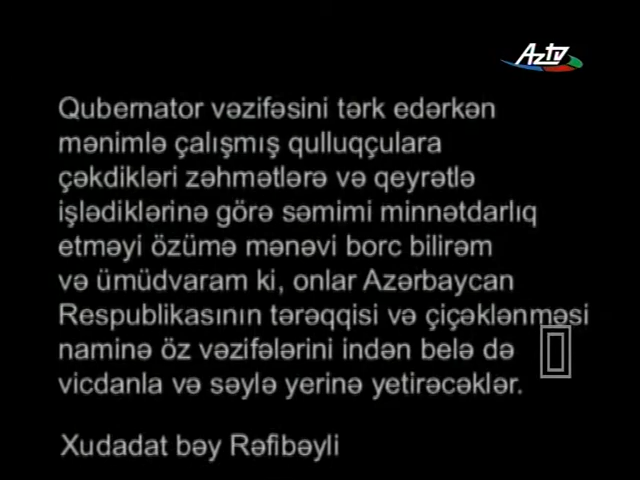 AzTV
Qubernator vəzifəsini tərk edərkən
mənimlə çalışmış qulluqçulara
çəkdikləri zəhmətlərə və qeyrətlə
işlədiklərinə görə səmimi minnətdarlıq
etməyi özümə mənəvi borc bilirəm
və ümüdvaram ki, onlar Azərbaycan
Respublikasının tərəqqisi və çiçəklənməsi
naminə öz vəzifələrini indən belə də
vicdanla və səylə yerinə yetirəcəklər.
Xudadat bəy Rəfibəyli